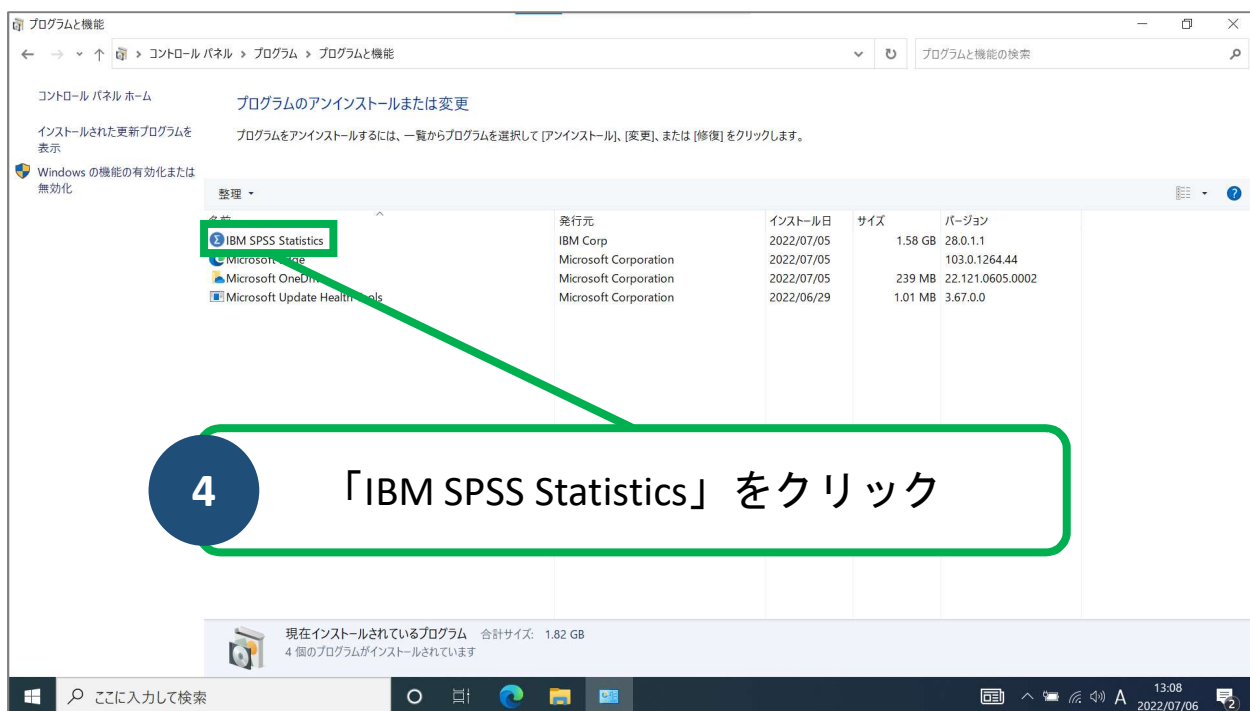 プログラムと機能
コントロール パネル > プログラム > プログラムと機能
プログラムと機能の検索
コントロール パネル ホーム
インストールされた更新プログラムを
表示
Windows の機能の有効化または
無効化
プログラムのアンインストールまたは変更
プログラムをアンインストールするには、一覧からプログラムを選択して [アンインストール]、[変更]、または [修復] をクリックします。
整理
発行元 インストール日 サイズ バージョン
IBM SPSS Statistics IBM Corp 2022/07/05 1.58 GB 28.0.1.1
Microsoft Microsoft Corporation 2022/07/05 103.0.1264.44
Microsoft Microsoft Corporation 2022/07/05 239 MB 22.121.0605.0002
Microsoft Update Health Microsoft Corporation 2022/06/29 1.01 MB 3.67.0.0
4
「IBM SPSS Statistics」をクリック
現在インストールされているプログラム 合計サイズ: 1.82 GB
4 個のプログラムがインストールされています
ここに入力して検索
A
13:08
2022/07/06
2